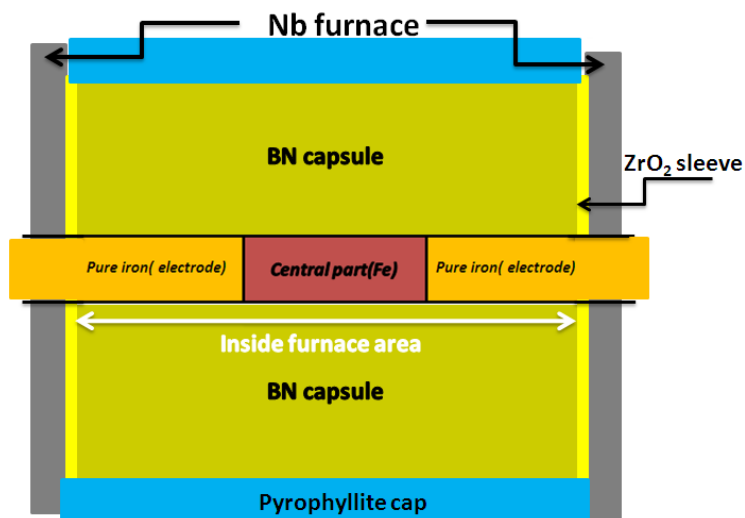 Nb furnace
BN capsule
ZrO₂ sleeve
Pure iron( electrode)
Central part(Fe)
Pure iron( electrode)
Inside furnace area
BN capsule
Pyrophyllite cap